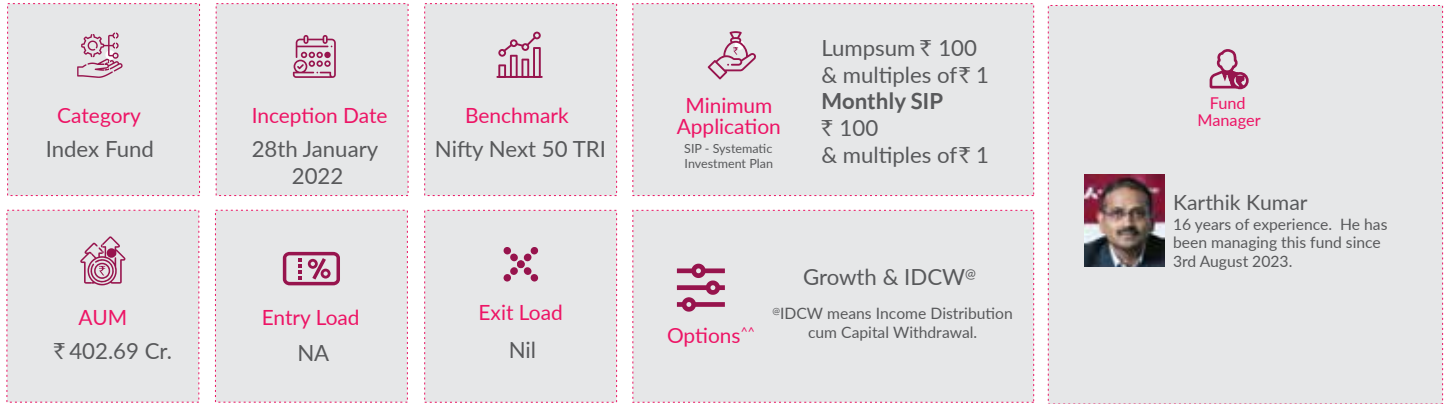 Category
Index Fund
Inception Date
28th January
2022
Benchmark
Nifty Next 50 TRI
Minimum
Application
SIP - Systematic
Investment Plan
Lumpsum ₹ 100
& multiples of ₹ 1
Monthly SIP
₹ 100
& multiples of ₹ 1
Fund
Manager
Karthik Kumar
16 years of experience. He has
been managing this fund since
3rd August 2023.
AUM
₹ 402.69 Cr.
Entry Load
NA
Exit Load
Nil
Options^^
Growth & IDCW@
@IDCW means Income Distribution
cum Capital Withdrawal.